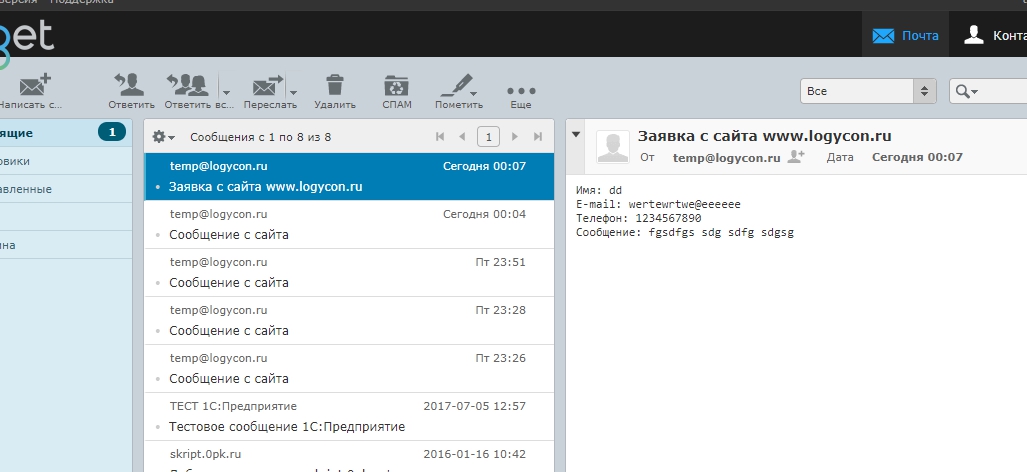 версия Поддержка
get
Почта
Конта
Написать с...
Ответить
Ответить вс...
Переслать
Удалить
СПАМ
Пометить
Еще
Все
ящие 1
овики
авленные
на
Сообщения с 1 по 8 из 8
1
temp@logycon.ru Сегодня 00:07
Заявка с сайта www.logycon.ru
temp@logycon.ru Сегодня 00:04
Сообщение с сайта
temp@logycon.ru Пт 23:51
Сообщение с сайта
temp@logycon.ru Пт 23:28
Сообщение с сайта
temp@logycon.ru Пт 23:26
Сообщение с сайта
ТЕСТ 1С:Предприятие 2017-07-05 12:57
Тестовое сообщение 1С:Предприятие
skript.0pk.ru 2016-01-16 10:42
Заявка с сайта www.logycon.ru
От temp@logycon.ru Дата Сегодня 00:07
Имя: dd
E-mail: wertewrtwe@eeeeee
Телефон: 1234567890
Сообщение: fgsdfgs sdg sdfg sdgsg